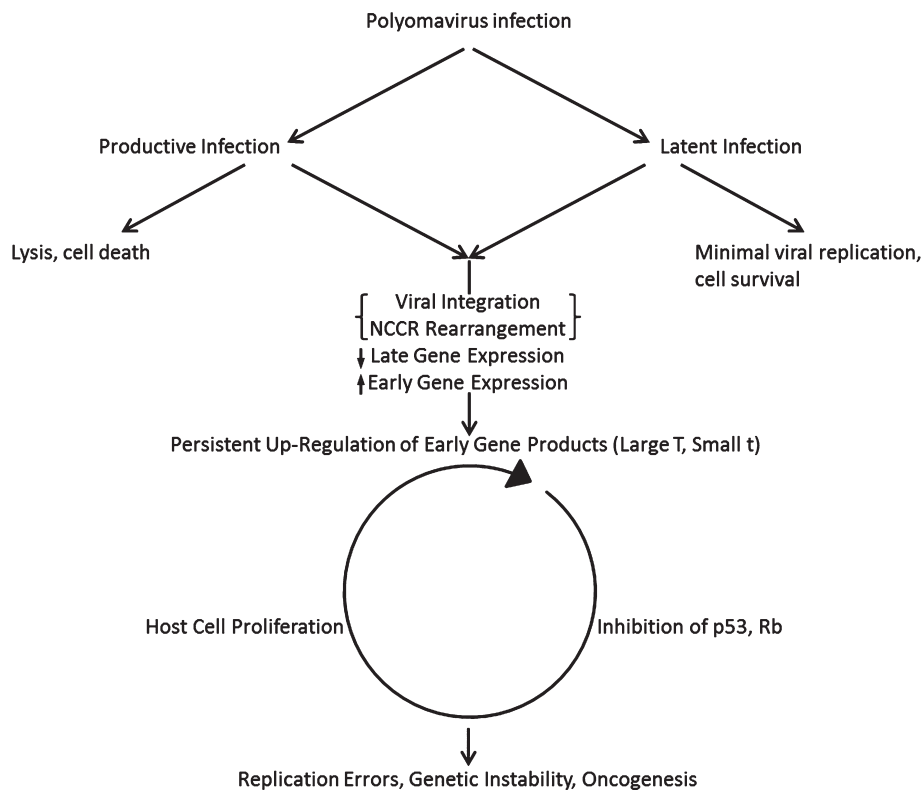 Polyomavirus infection
Productive Infection
Latent Infection
Lysis, cell death
Minimal viral replication,
cell survival
Viral Integration
NCCR Rearrangement
Late Gene Expression
Early Gene Expression
Persistent Up-Regulation of Early Gene Products (Large T, Small t)
Host Cell Proliferation
Inhibition of p53, Rb
Replication Errors, Genetic Instability, Oncogenesis